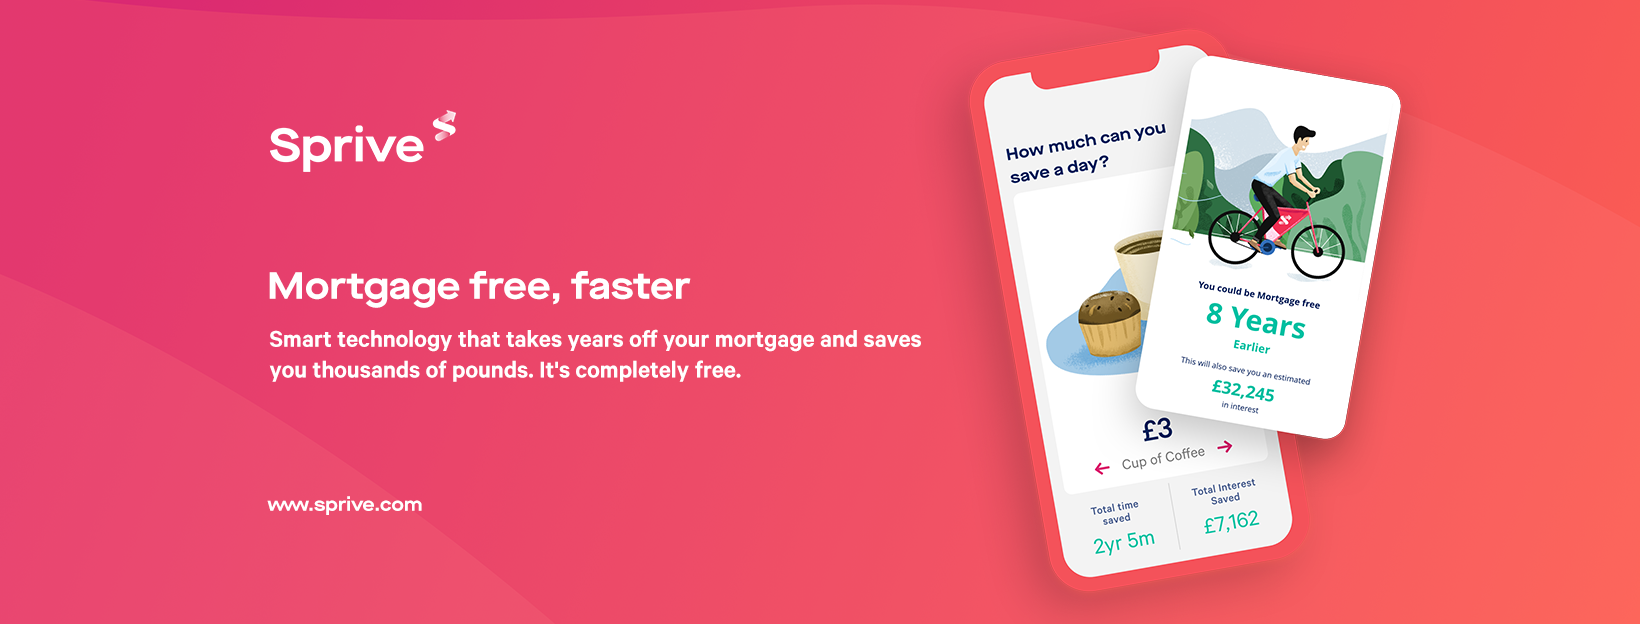 Sprive
Mortgage free, faster
Smart technology that takes years off your mortgage and saves
you thousands of pounds. It's completely free.
www.sprive.com
How much can you
save a day?
£3
Cup of Coffee
Total time
saved
2yr 5m
Total Interest
Saved
£7,162
You could be Mortgage free
8 Years
Earlier
This will also save you an estimated
£32,245
in interest